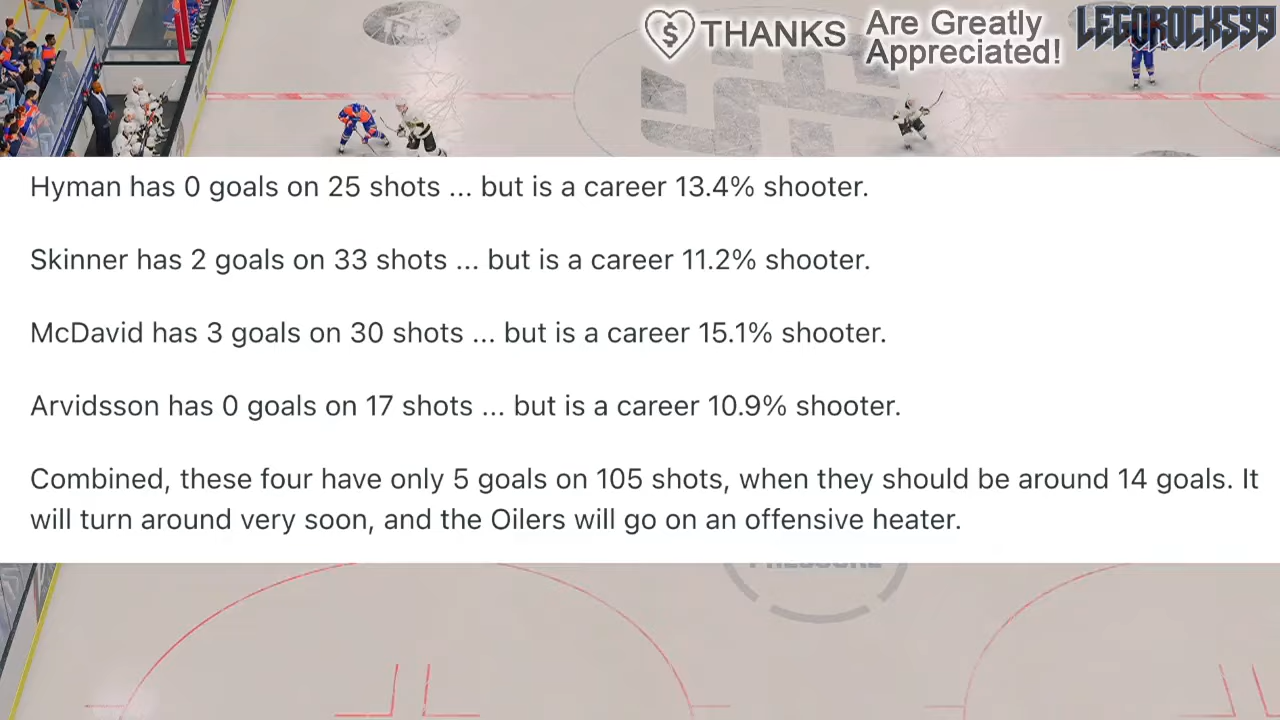 THANKS Are Greatly
Appreciated!
LEGOROCKS99
Hyman has 0 goals on 25 shots ... but is a career 13.4% shooter.
Skinner has 2 goals on 33 shots ... but is a career 11.2% shooter.
McDavid has 3 goals on 30 shots ... but is a career 15.1% shooter.
Arvidsson has 0 goals on 17 shots ... but is a career 10.9% shooter.
Combined, these four have only 5 goals on 105 shots, when they should be around 14 goals. It
will turn around very soon, and the Oilers will go on an offensive heater.
PRESSURE